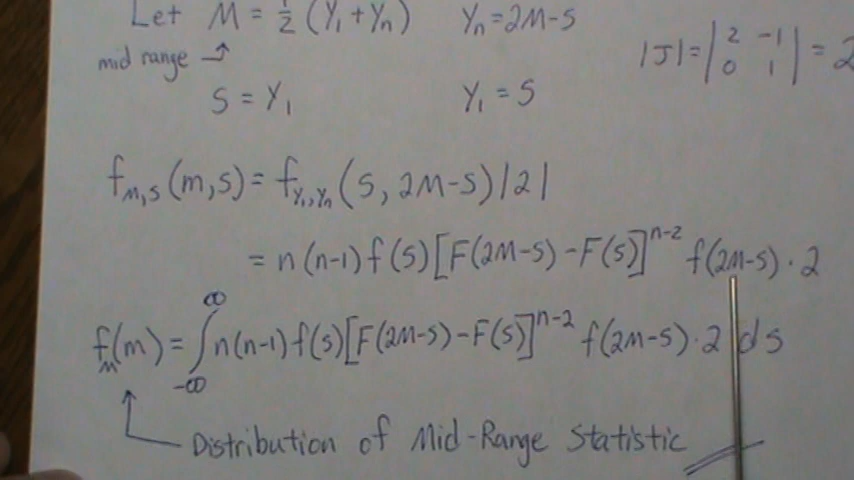 Let M = ½ (Y₁ + Yₙ) Yₙ = 2M-S
mid range
|J| = | 2 -1 | = 2
| 0 1 |
S = Y₁ Y₁ = S
f_{M,S}(m,s) = f_{Y₁,Yₙ}(s, 2M-s)|2|
= n(n-1) f(s) [F(2M-s) - F(s)]^{n-2} f(2M-s) · 2
f_M(m) = ∫_{-∞}^{∞} n(n-1) f(s) [F(2M-s) - F(s)]^{n-2} f(2M-s) · 2 ds
Distribution of Mid-Range Statistic